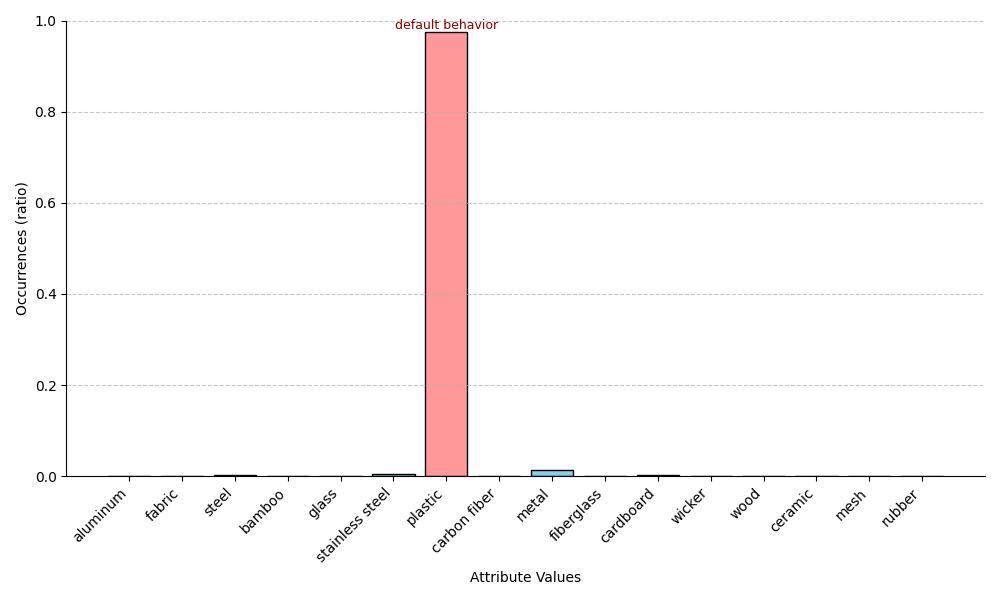 default behavior
1.0
0.8
0.6
0.4
0.2
0.0
Occurrences (ratio)
aluminum
fabric
steel
bamboo
glass
stainless steel
plastic
carbon fiber
metal
fiberglass
cardboard
wicker
wood
ceramic
mesh
rubber
Attribute Values